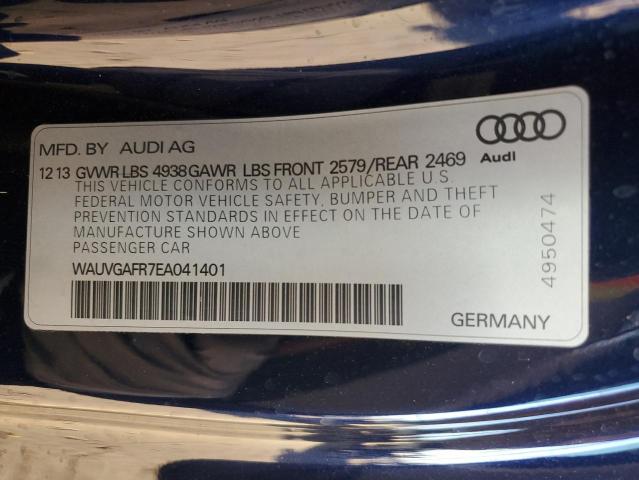 MFD. BY AUDI AG
12 13 GVWR LBS 4938 GAWR LBS FRONT 2579/REAR 2469
Audi
THIS VEHICLE CONFORMS TO ALL APPLICABLE U.S.
FEDERAL MOTOR VEHICLE SAFETY, BUMPER AND THEFT
PREVENTION STANDARDS IN EFFECT ON THE DATE OF
MANUFACTURE SHOWN ABOVE
PASSENGER CAR
WAUVGAFR7EA041401
GERMANY
4950474